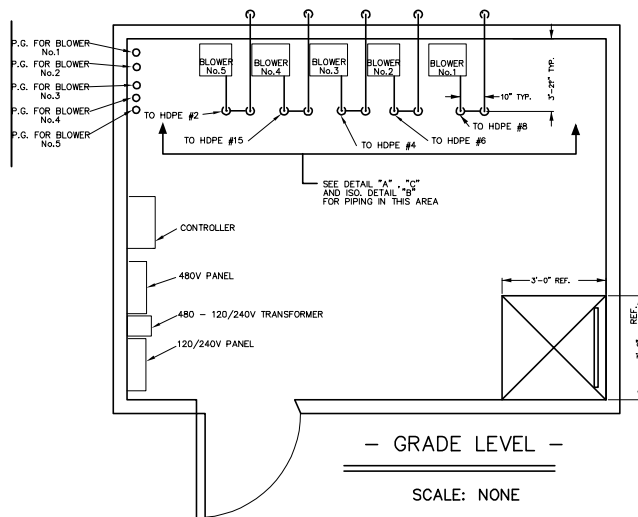 P.G. FOR BLOWER
No.1
P.G. FOR BLOWER
No.2
P.G. FOR BLOWER
No.3
P.G. FOR BLOWER
No.4
P.G. FOR BLOWER
No.5
BLOWER
No.5
BLOWER
No.4
BLOWER
No.3
BLOWER
No.2
BLOWER
No.1
10" TYP.
TYP.
TO HDPE #2
TO HDPE #15
TO HDPE #4
TO HDPE #6
TO HDPE #8
SEE DETAIL "A" , "C"
AND ISO. DETAIL "B"
FOR PIPING IN THIS AREA
CONTROLLER
480V PANEL
480 - 120/240V TRANSFORMER
120/240V PANEL
3'-0" REF.
REF.
- GRADE LEVEL -
SCALE: NONE